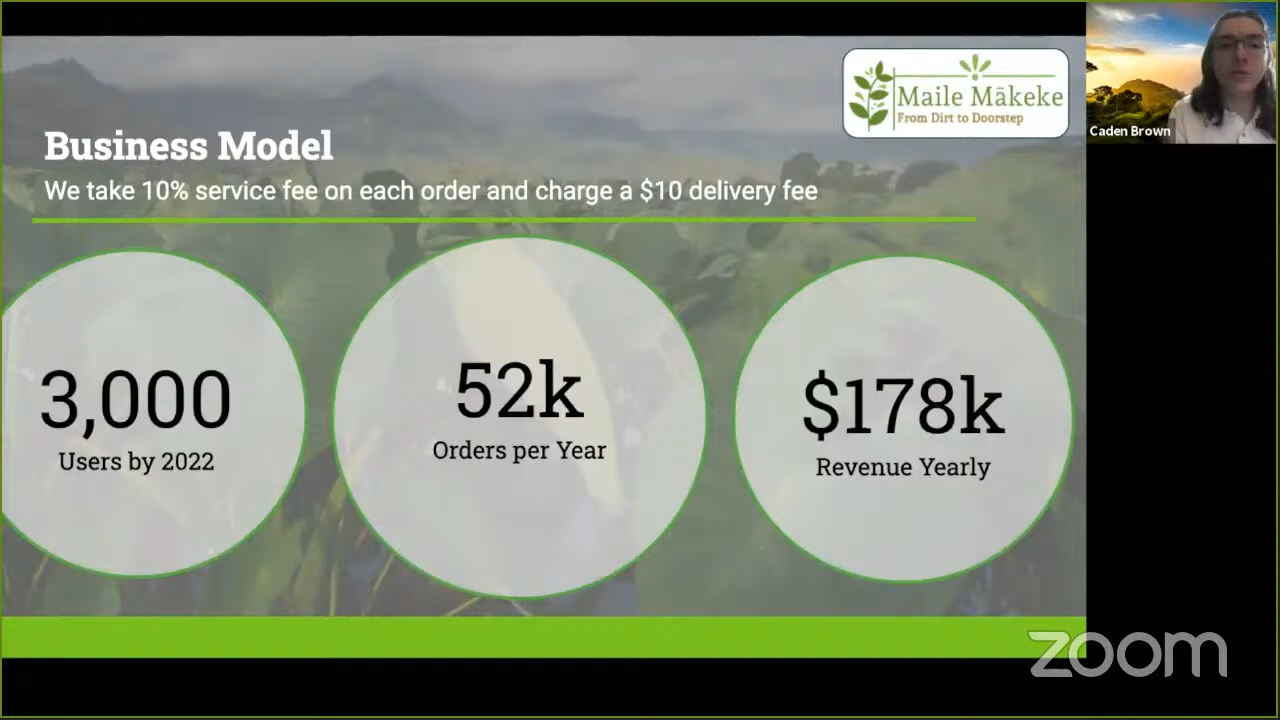 Maile Mākeke
From Dirt to Doorstep
Caden Brown
Business Model
We take 10% service fee on each order and charge a $10 delivery fee
3,000
Users by 2022
52k
Orders per Year
$178k
Revenue Yearly
zoom